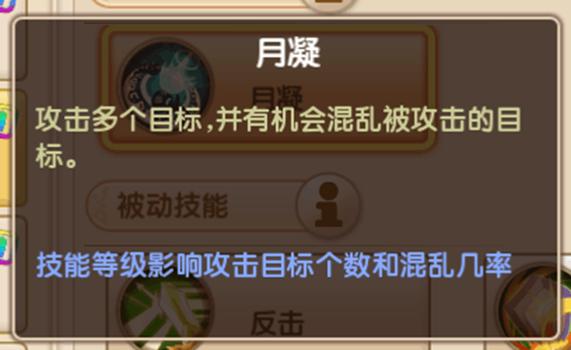 月凝
月凝
攻击多个目标,并有机会混乱被攻击的目
标。
被动技能
技能等级影响攻击目标个数和混乱几率
反击